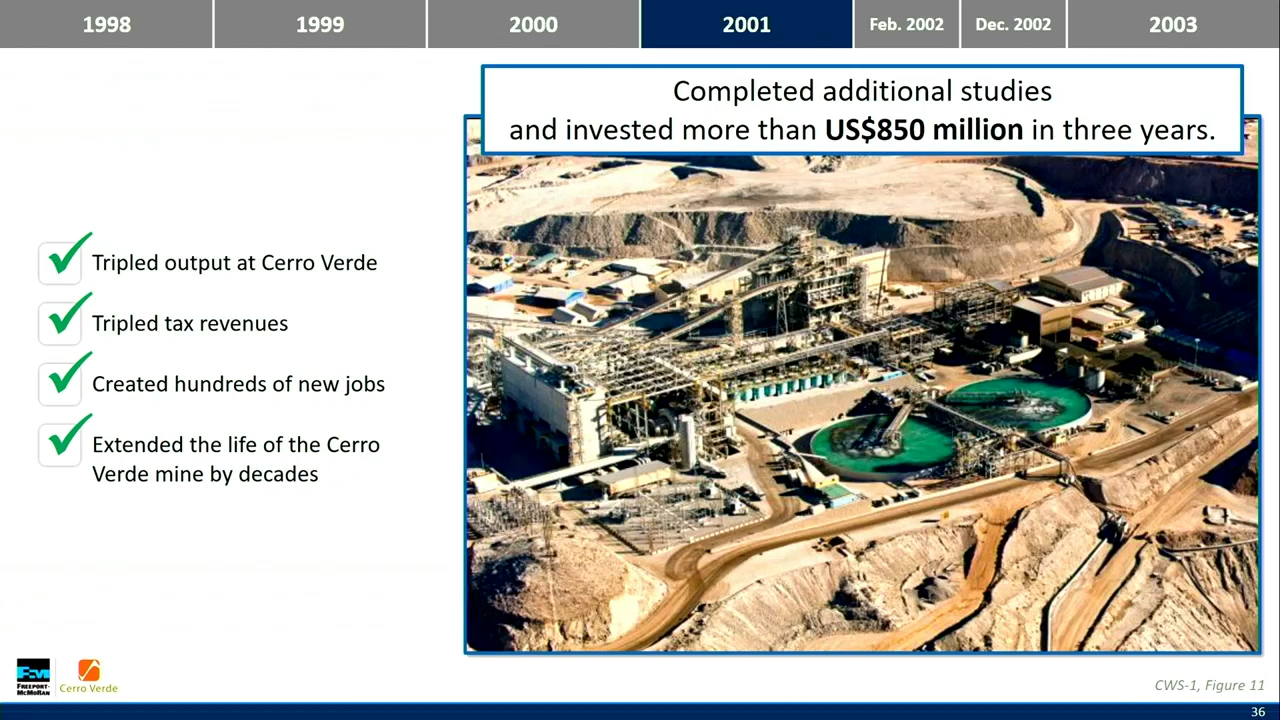 1998
1999
2000
2001
Feb. 2002
Dec. 2002
2003
Completed additional studies
and invested more than US$850 million in three years.
Tripled output at Cerro Verde
Tripled tax revenues
Created hundreds of new jobs
Extended the life of the Cerro
Verde mine by decades
FREEPORT-
McMoRAN
Cerro Verde
CWS-1, Figure 11
36